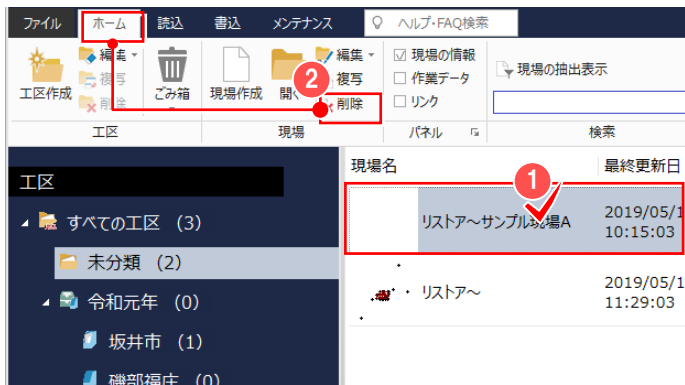 ファイル ホーム 読込 書込 メンテナンス ヘルプ・FAQ検索
工区作成 編集 複写 削除 ごみ箱
工区
現場作成 開く 編集 複写 削除
現場
現場の情報
作業データ
リンク
パネル
現場の抽出表示
検索
2
工区
すべての工区 (3)
未分類 (2)
令和元年 (0)
坂井市 (1)
磯部福庄 (0)
現場名 最終更新日
1
リストア～サンプル現場A 2019/05/1
10:15:03
リストア～ 2019/05/1
11:29:03